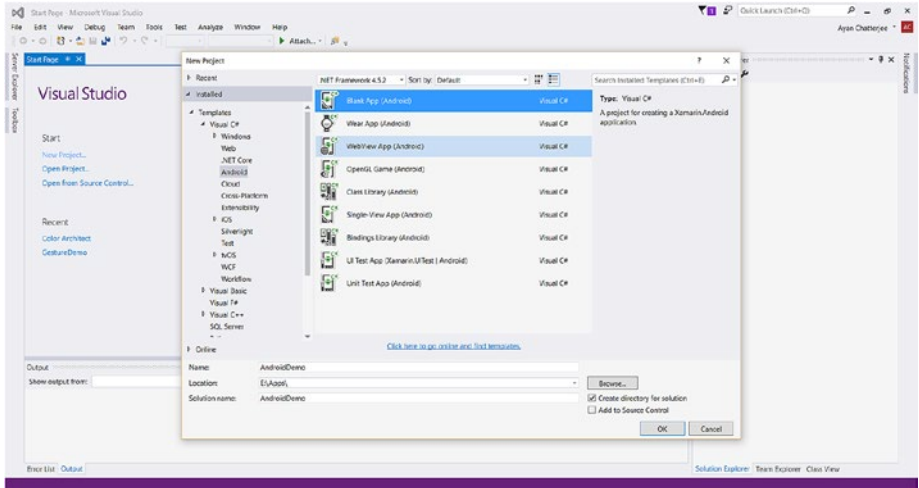 Start Page - Microsoft Visual Studio
Quick Launch (Ctrl+Q)
File Edit View Debug Team Tools Test Analyze Window Help
Ayan Chatterjee AC
Attach...
Server Explorer
Toolbox
Notifications
Start Page
Visual Studio
Start
New Project...
Open Project...
Open from Source Control...
Recent
Color Architect
GestureDemo
New Project
? X
Recent
Installed
Templates
Visual C#
Windows
Web
.NET Core
Android
Cloud
Cross-Platform
Extensibility
iOS
Silverlight
Test
tvOS
WCF
Workflow
Visual Basic
Visual F#
Visual C++
SQL Server
Online
.NET Framework 4.5.2 Sort by: Default
Search Installed Templates (Ctrl+E)
Blank App (Android) Visual C#
Wear App (Android) Visual C#
WebView App (Android) Visual C#
OpenGL Game (Android) Visual C#
Class Library (Android) Visual C#
Single-View App (Android) Visual C#
Bindings Library (Android) Visual C#
UI Test App (Xamarin.UITest | Android) Visual C#
Unit Test App (Android) Visual C#
Type: Visual C#
A project for creating a Xamarin.Android
application.
Click here to go online and find templates.
Name: AndroidDemo
Location: E:\Apps\
Browse...
Solution name: AndroidDemo
Create directory for solution
Add to Source Control
OK Cancel
Output
Show output from:
Error List Output
Solution Explorer Team Explorer Class View